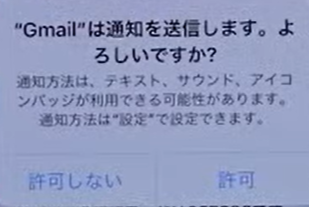 “Gmail”は通知を送信します。よ
ろしいですか?
通知方法は、テキスト、サウンド、アイコ
ンバッジが利用できる可能性があります。
通知方法は“設定”で設定できます。
許可しない
許可